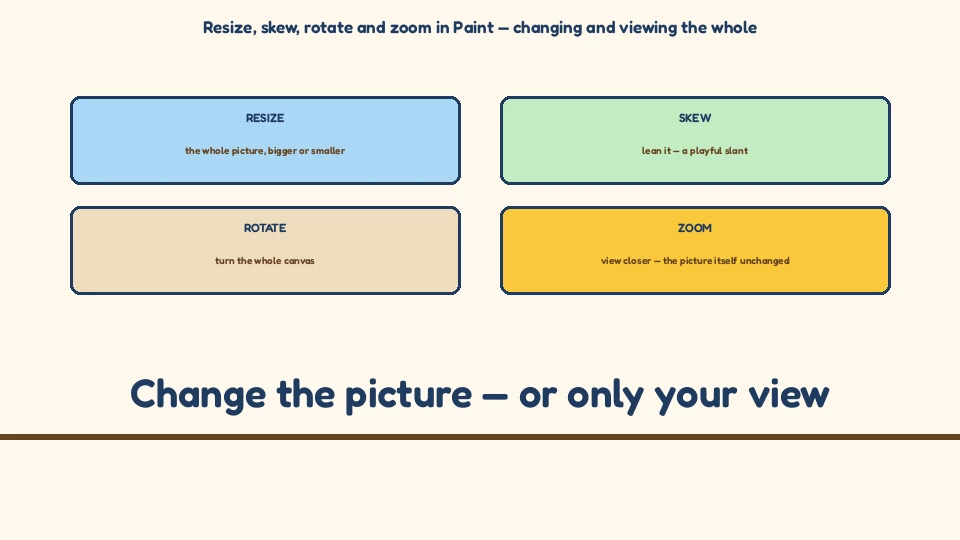 Resize, skew, rotate and zoom in Paint — changing and viewing the whole
RESIZE
the whole picture, bigger or smaller
SKEW
lean it — a playful slant
ROTATE
turn the whole canvas
ZOOM
view closer — the picture itself unchanged
Change the picture — or only your view